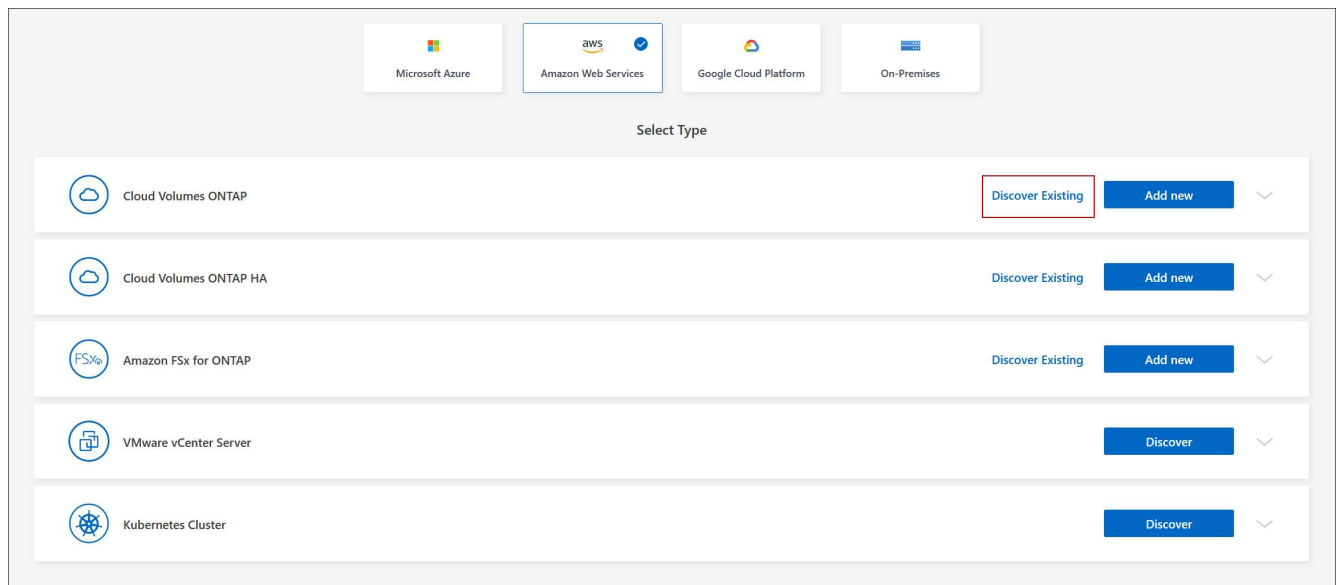 aws
Microsoft Azure
Amazon Web Services
Google Cloud Platform
On-Premises
Select Type
Cloud Volumes ONTAP
Discover Existing
Add new
Cloud Volumes ONTAP HA
Discover Existing
Add new
FSx
Amazon FSx for ONTAP
Discover Existing
Add new
VMware vCenter Server
Discover
Kubernetes Cluster
Discover